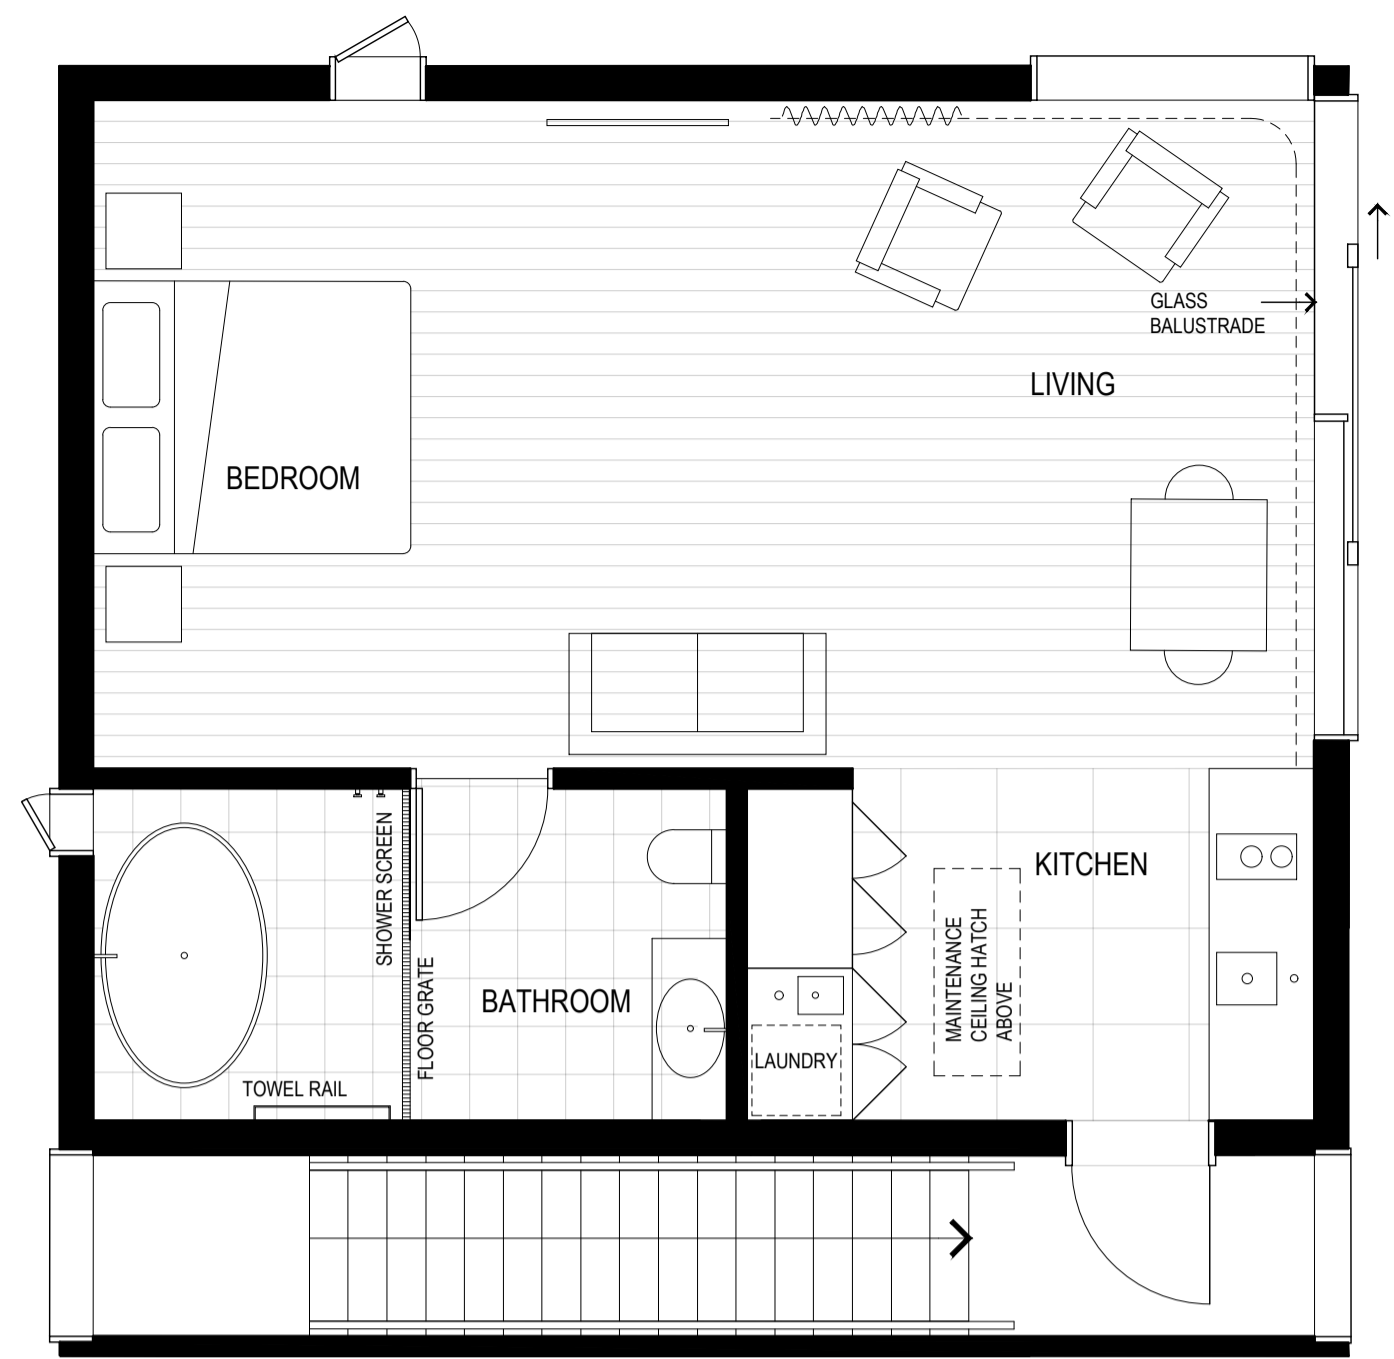 GLASS
BALUSTRADE
LIVING
BEDROOM
SHOWER SCREEN
KITCHEN
MAINTENANCE
CEILING HATCH
ABOVE
FLOOR GRATE
BATHROOM
LAUNDRY
TOWEL RAIL